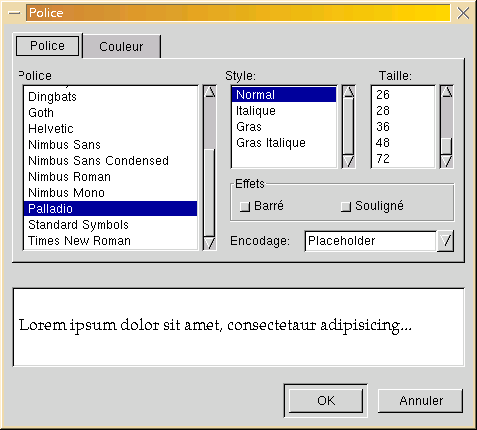 Police
Police
Couleur
Police
Dingbats
Goth
Helvetic
Nimbus Sans
Nimbus Sans Condensed
Nimbus Roman
Nimbus Mono
Palladio
Standard Symbols
Times New Roman
Style:
Normal
Italique
Gras
Gras Italique
Taille:
26
28
36
48
72
Effets
Barré
Souligné
Encodage:
Placeholder
Lorem ipsum dolor sit amet, consectetaur adipisicing...
OK
Annuler